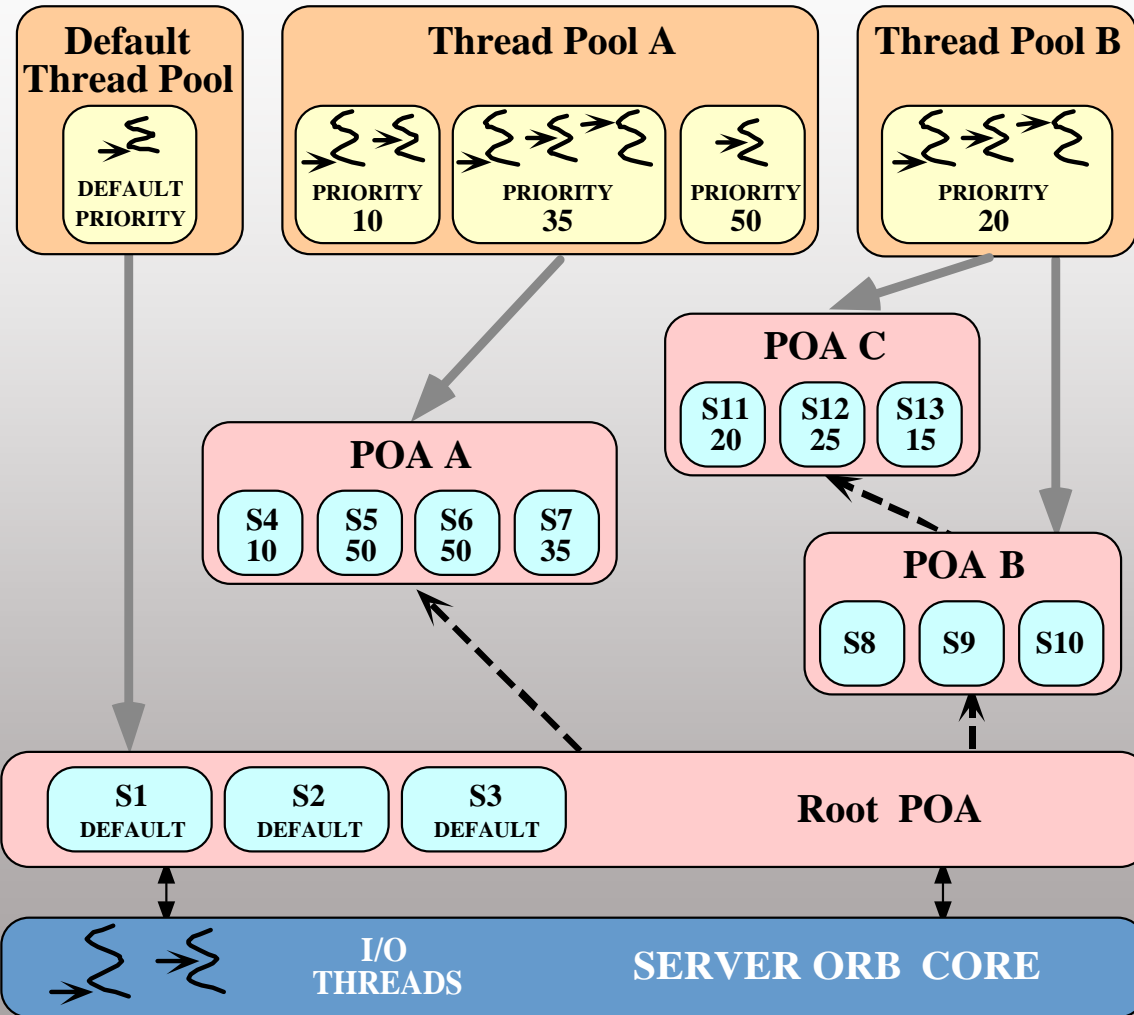 Default
Thread Pool
DEFAULT
PRIORITY
Thread Pool A
PRIORITY
10
PRIORITY
35
PRIORITY
50
Thread Pool B
PRIORITY
20
POA C
S11
20
S12
25
S13
15
POA A
S4
10
S5
50
S6
50
S7
35
POA B
S8
S9
S10
S1
DEFAULT
S2
DEFAULT
S3
DEFAULT
Root POA
I/O
THREADS
SERVER ORB CORE